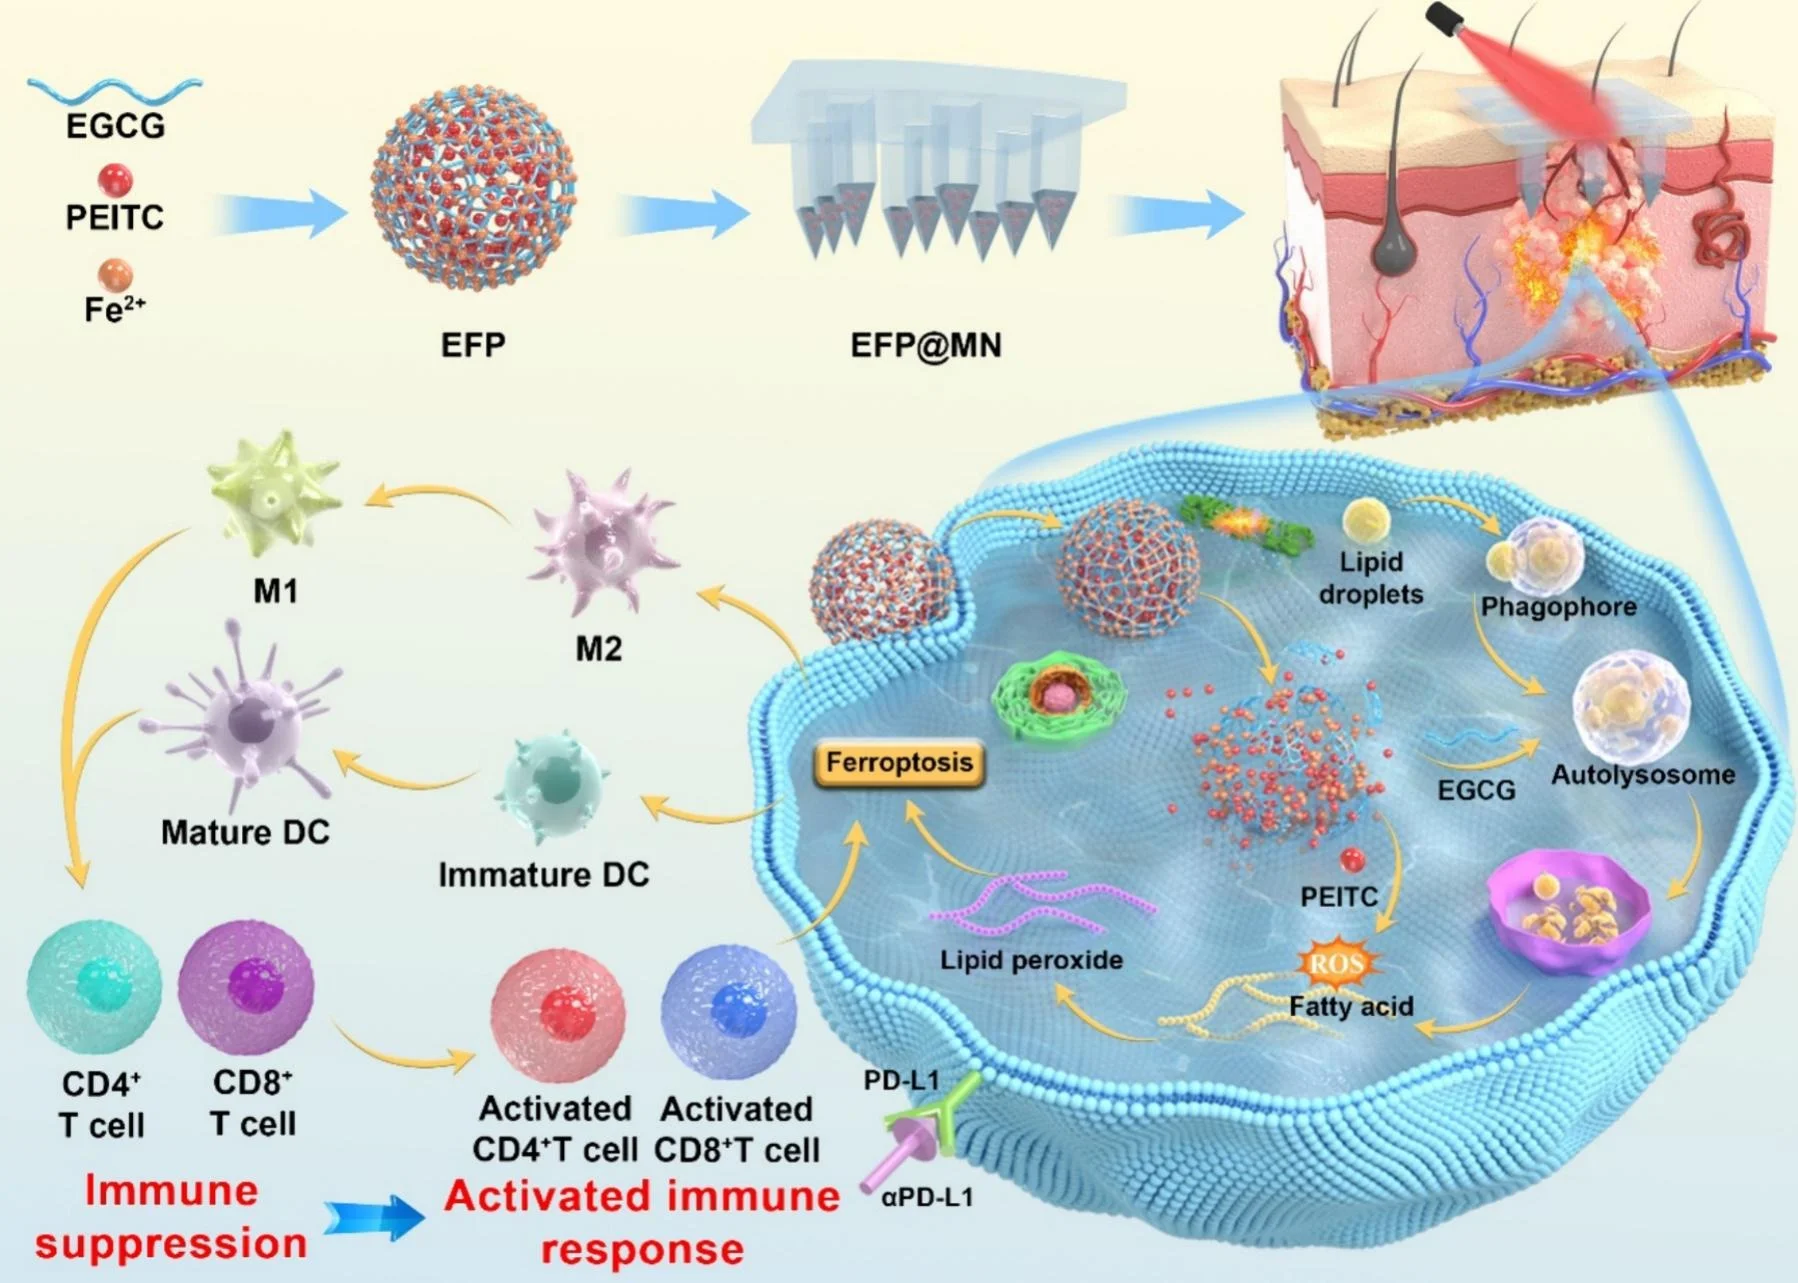 EGCG
PEITC
Fe²⁺
EFP
EFP@MN
M1
M2
Mature DC
Immature DC
CD4⁺
T cell
CD8⁺
T cell
Activated
CD4⁺T cell
Activated
CD8⁺T cell
Immune
suppression
Activated immune
response
Lipid
droplets
Phagophore
Autolysosome
EGCG
PEITC
ROS
Fatty acid
Lipid peroxide
Ferroptosis
PD-L1
αPD-L1